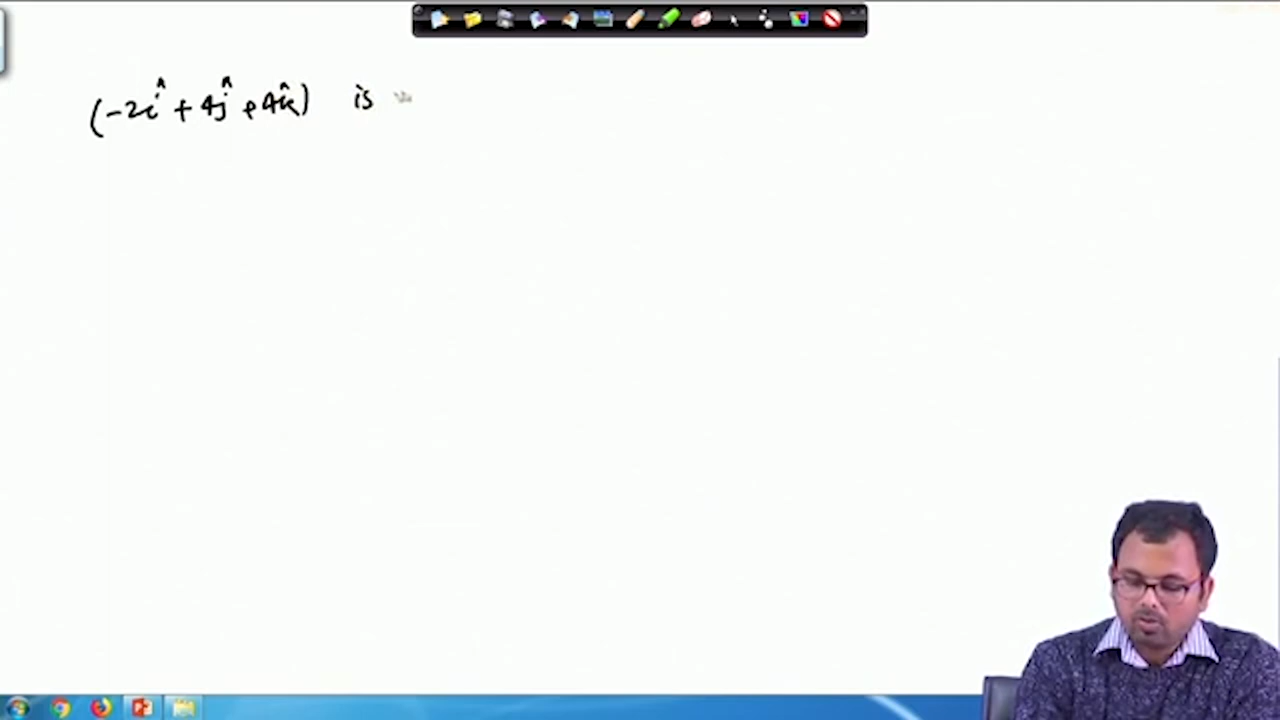 (-2î + 4ĵ + 4k̂) is